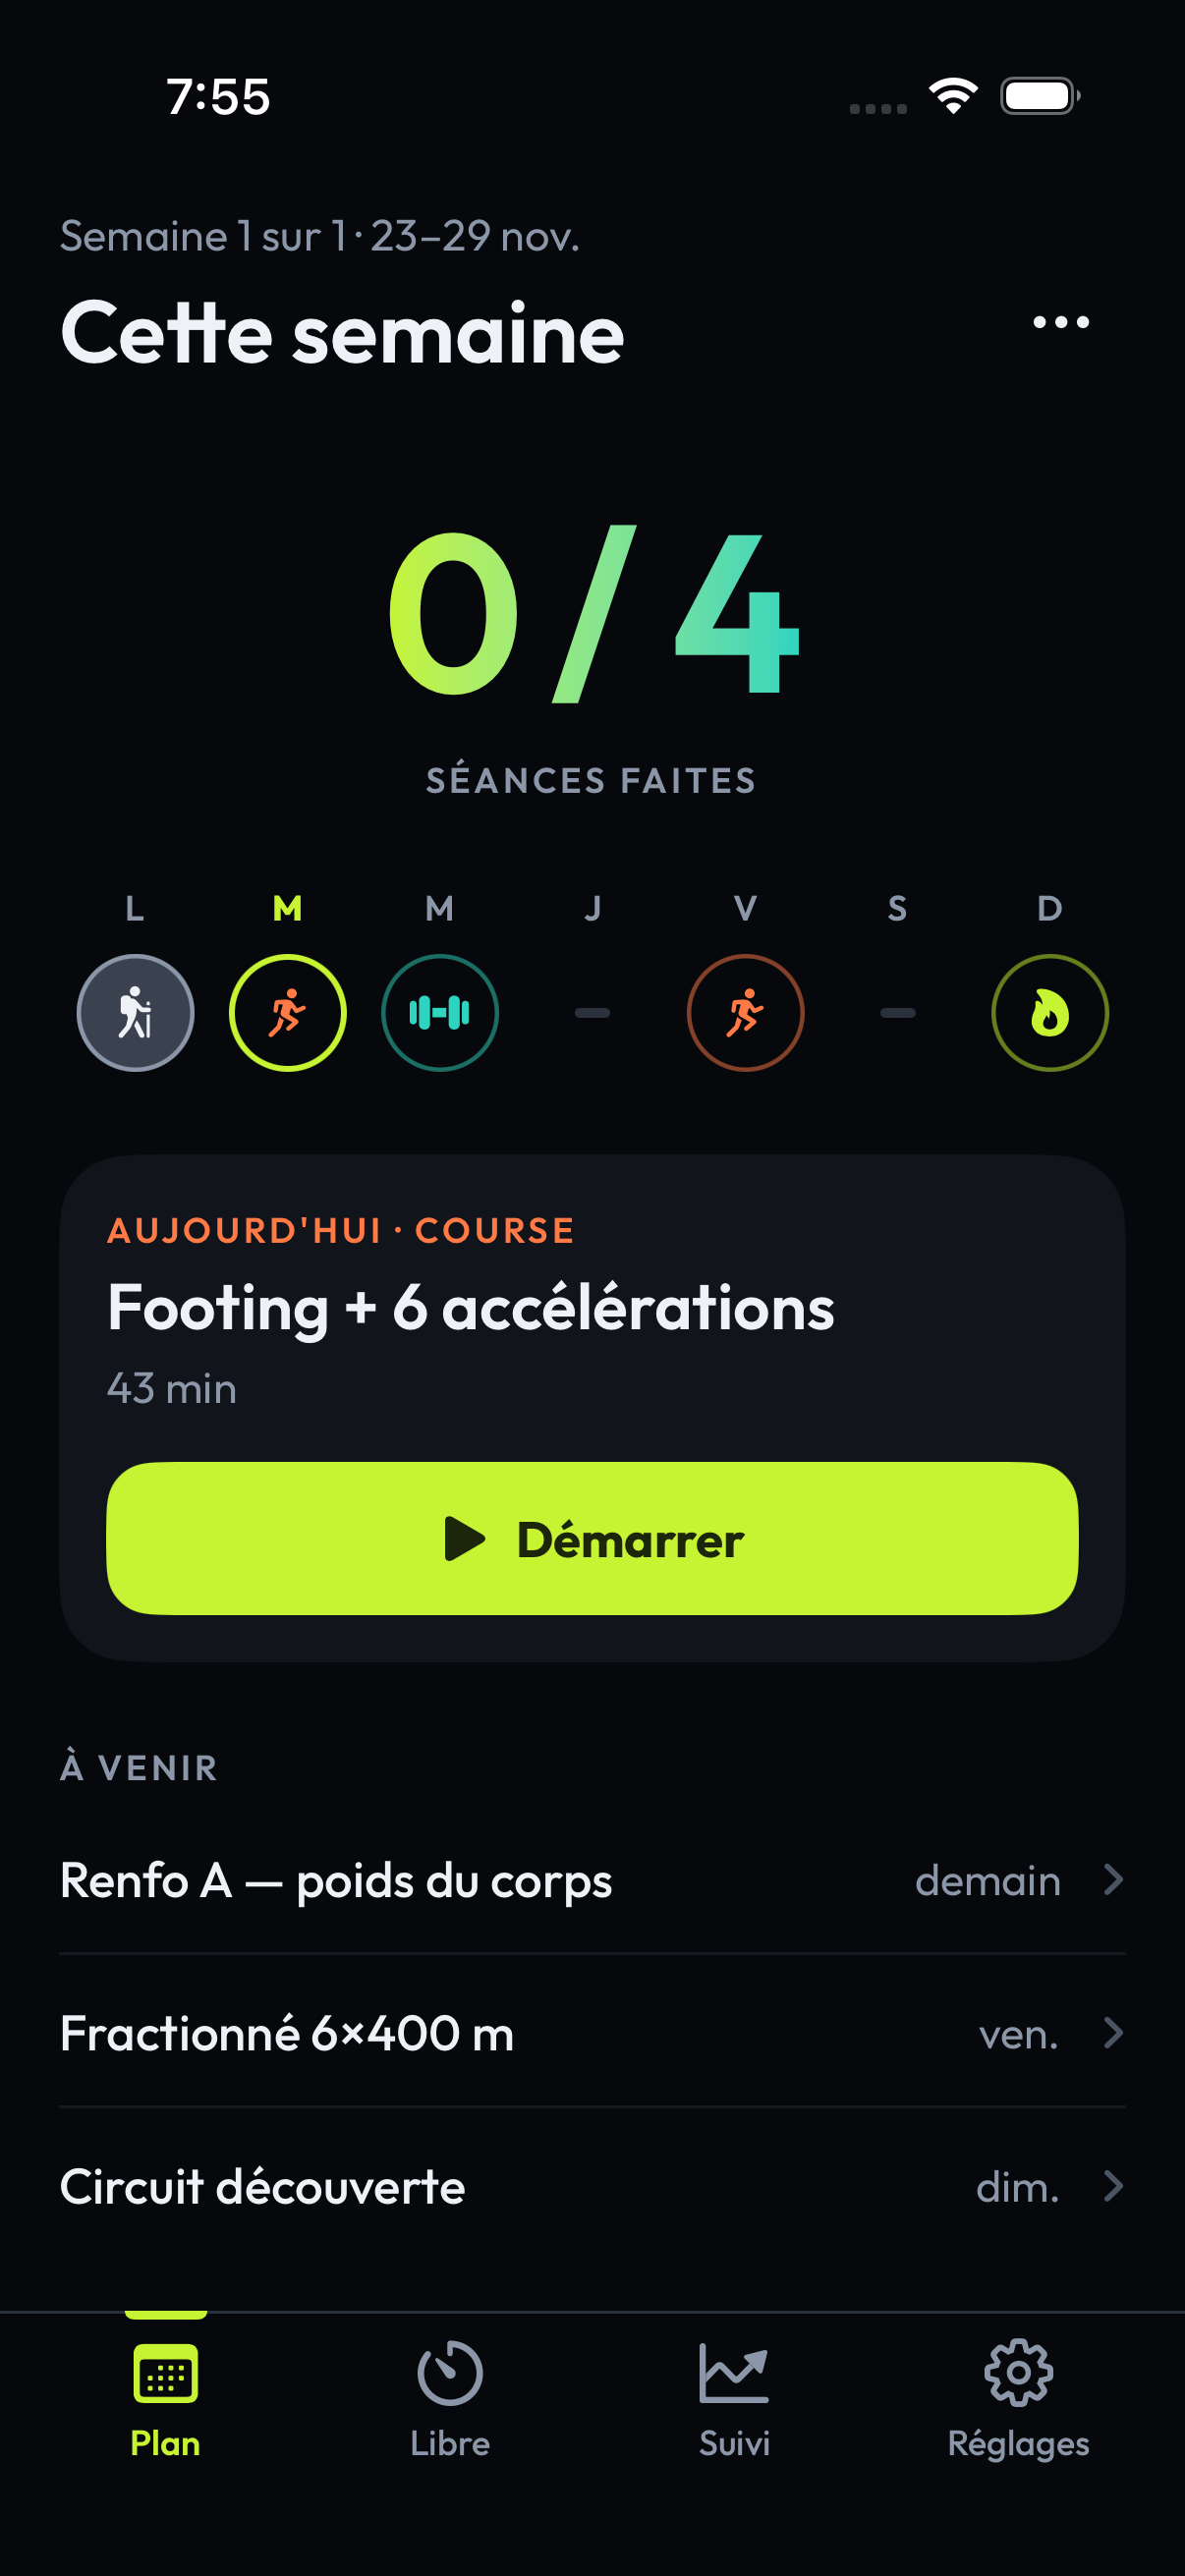 7:55
Semaine 1 sur 1 · 23–29 nov.
Cette semaine
0/4
SÉANCES FAITES
L M M J V S D
AUJOURD'HUI · COURSE
Footing + 6 accélérations
43 min
Démarrer
À VENIR
Renfo A — poids du corps demain
Fractionné 6×400 m ven.
Circuit découverte dim.
Plan Libre Suivi Réglages